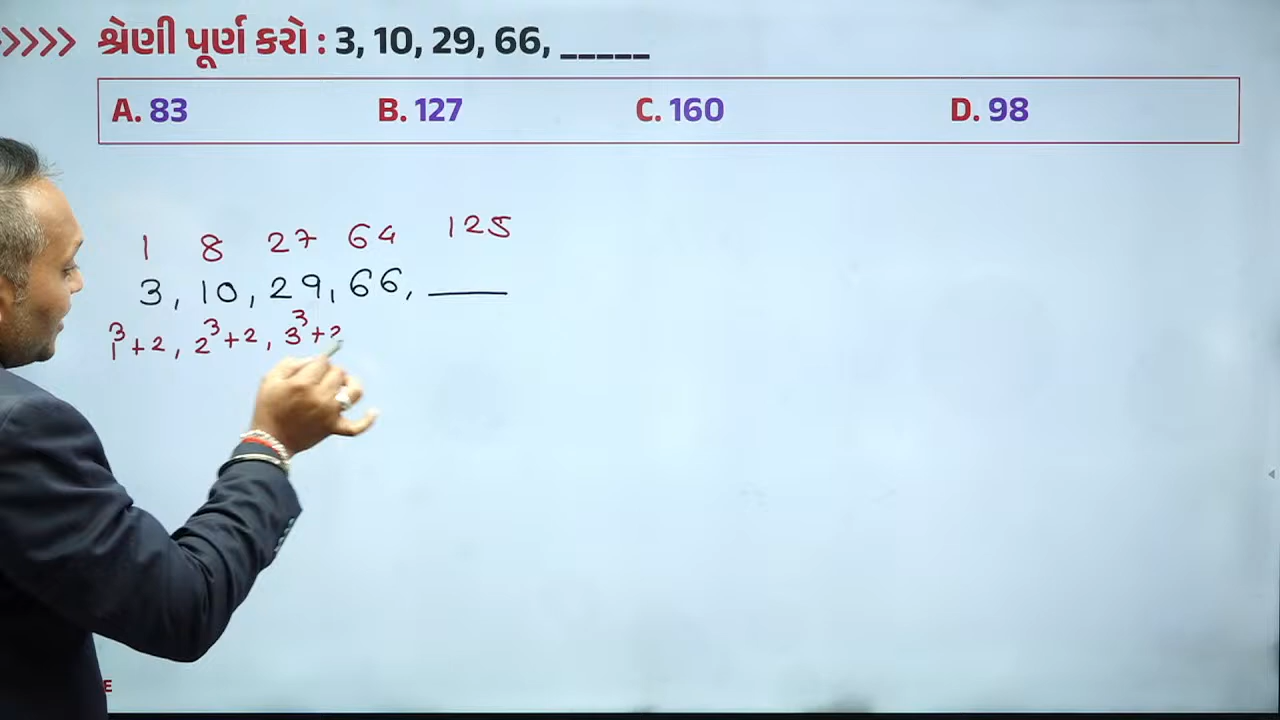 શ્રેણી પૂર્ણ કરો : 3, 10, 29, 66, _____
A. 83 B. 127 C. 160 D. 98
1 8 27 64 125
3, 10, 29, 66, ____
1³+2, 2³+2, 3³+2
E